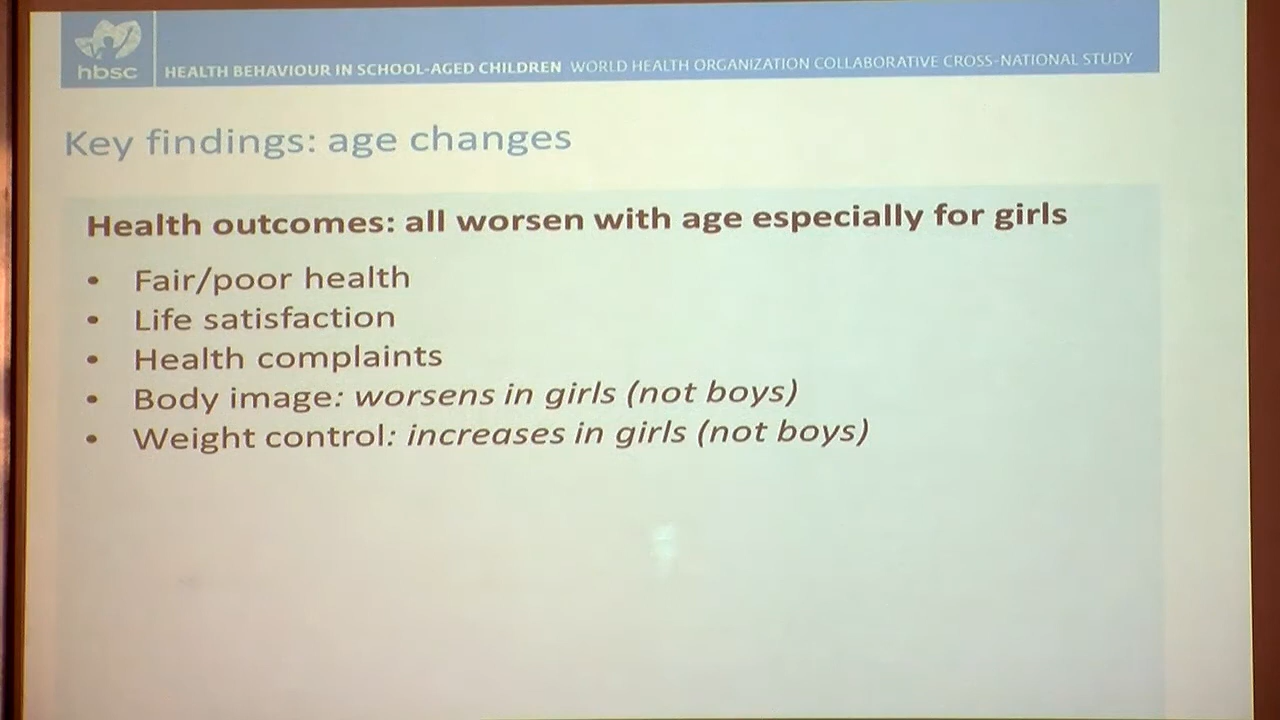 hbsc
HEALTH BEHAVIOUR IN SCHOOL-AGED CHILDREN WORLD HEALTH ORGANIZATION COLLABORATIVE CROSS-NATIONAL STUDY
Key findings: age changes
Health outcomes: all worsen with age especially for girls
• Fair/poor health
• Life satisfaction
• Health complaints
• Body image: worsens in girls (not boys)
• Weight control: increases in girls (not boys)